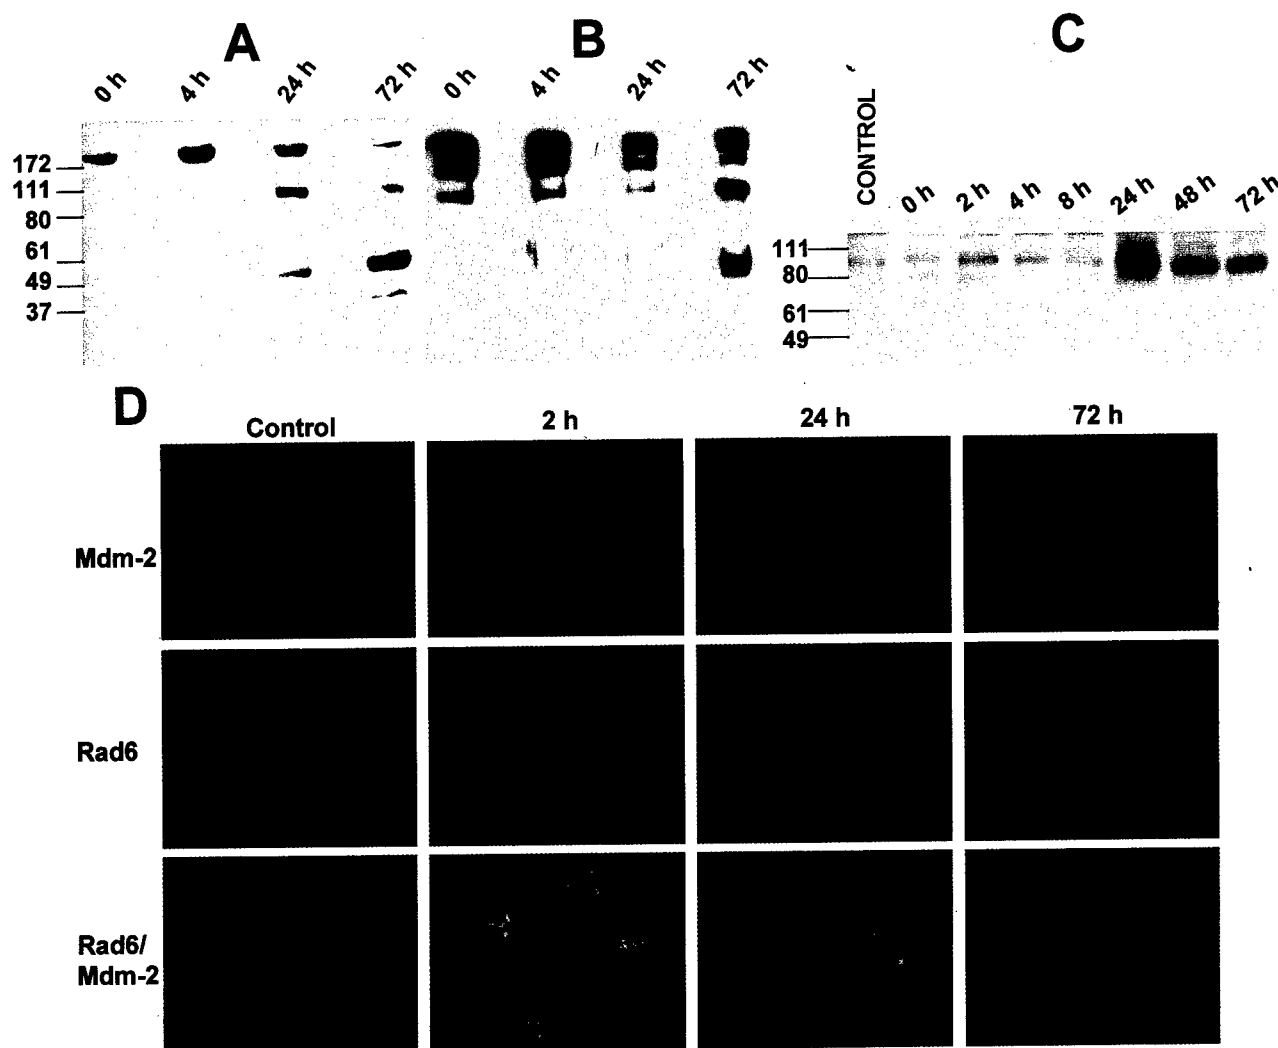 A
B
C
0 h
4 h
24 h
72 h
0 h
4 h
24 h
72 h
172
111
80
61
49
37
CONTROL
0 h
2 h
4 h
8 h
24 h
48 h
72 h
111
80
61
49
D
Control
2 h
24 h
72 h
Mdm-2
Rad6
Rad6/
Mdm-2